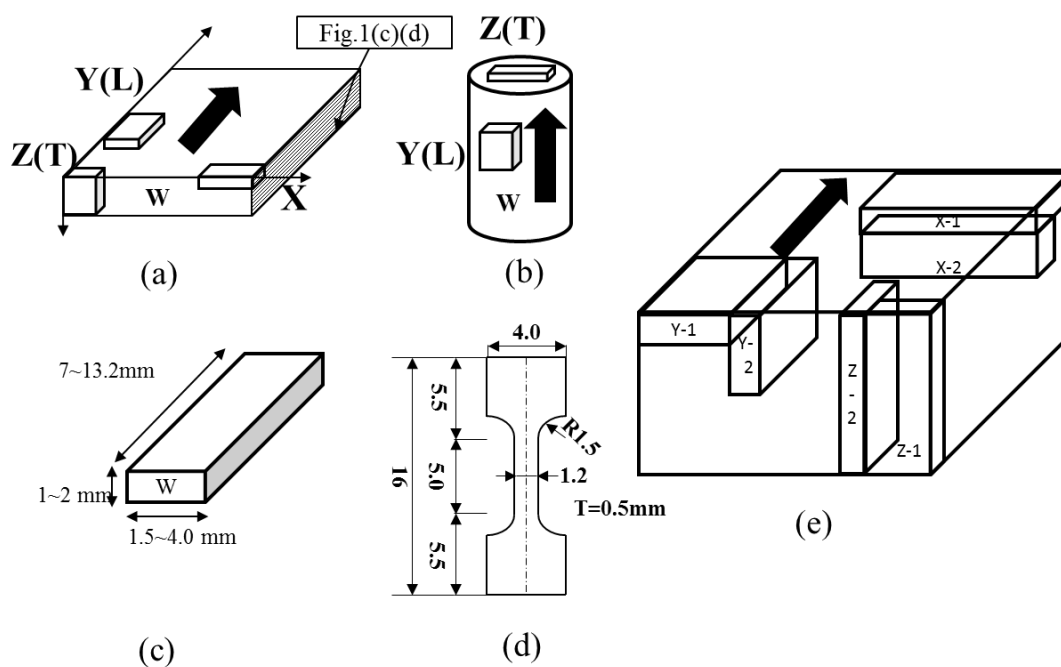 Fig.1(c)(d)
Y(L)
Z(T)
W
X
(a)
Z(T)
Y(L)
W
(b)
7~13.2mm
1~2 mm
W
1.5~4.0 mm
(c)
4.0
5.5
16
5.0
5.5
R1.5
1.2
T=0.5mm
(d)
X-1
X-2
Y-1
Y-
2
Z
-
2
Z-1
(e)